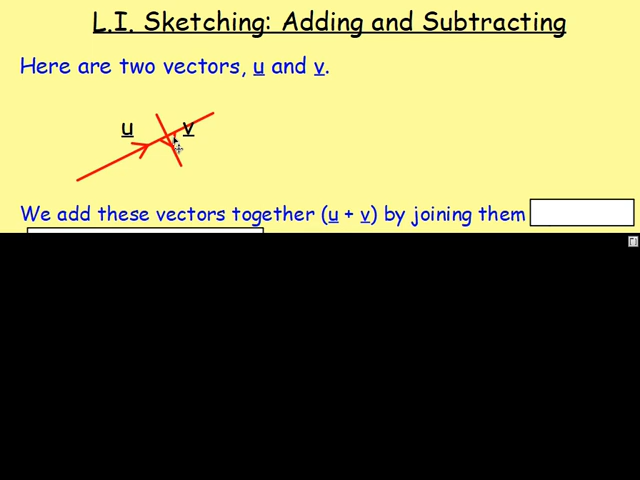 L.I. Sketching: Adding and Subtracting
Here are two vectors, u and v.
u v
We add these vectors together (u + v) by joining them